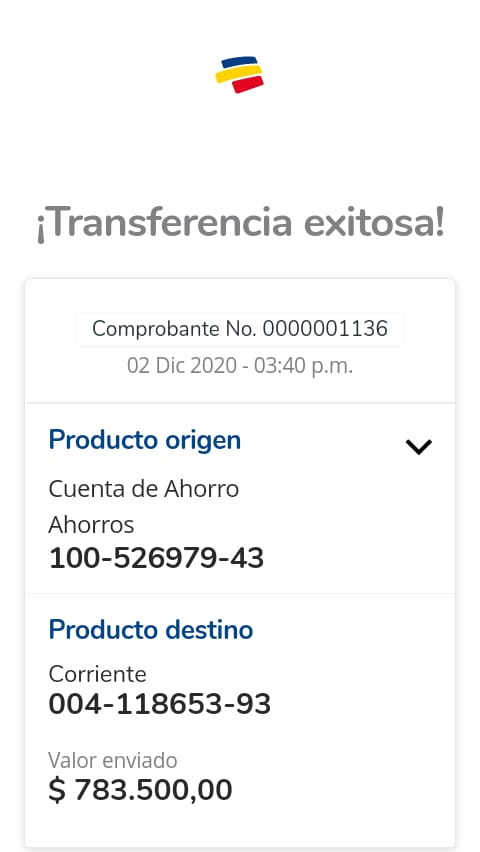 ¡Transferencia exitosa!
Comprobante No. 0000001136
02 Dic 2020 - 03:40 p.m.
Producto origen
Cuenta de Ahorro
Ahorros
100-526979-43
Producto destino
Corriente
004-118653-93
Valor enviado
$ 783.500,00